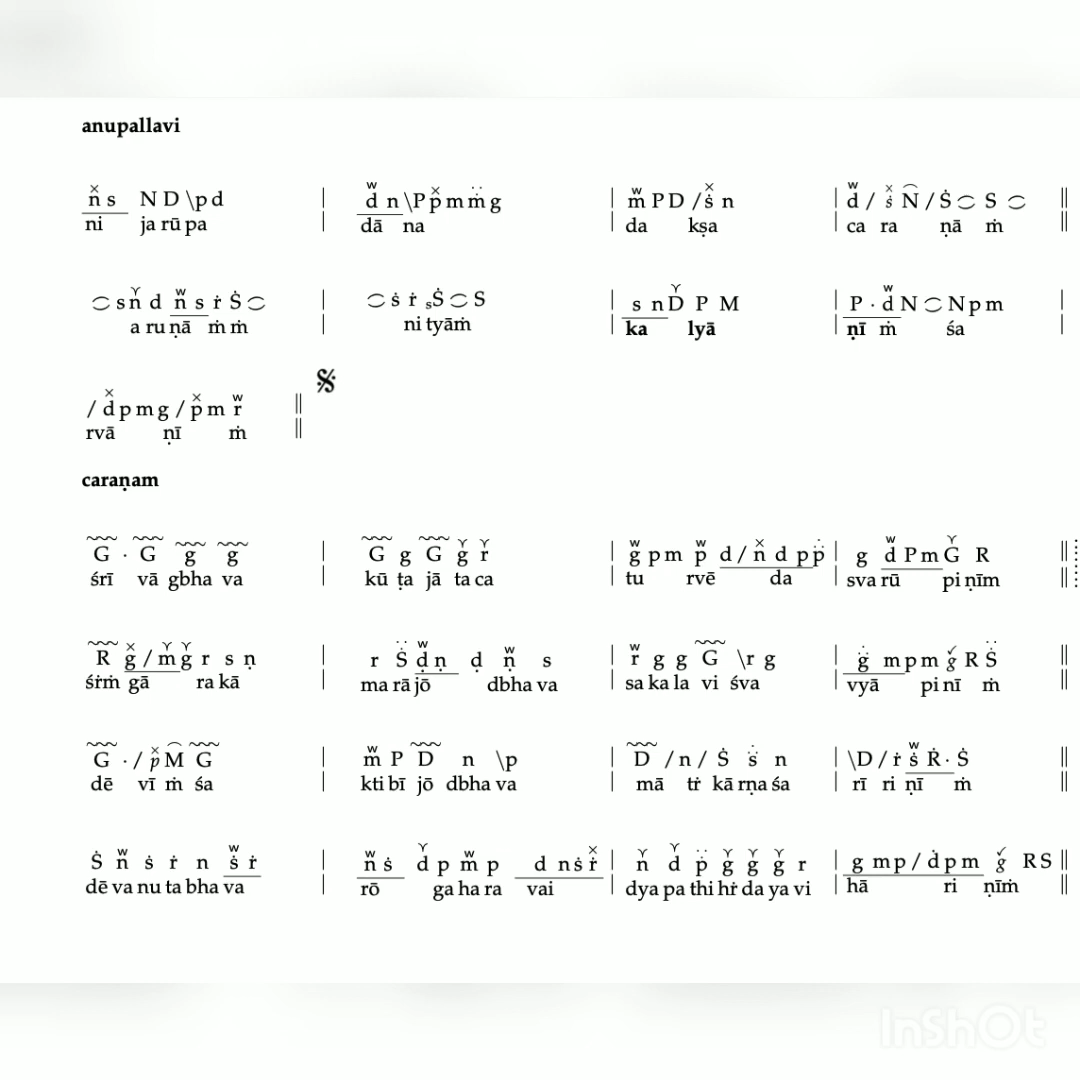 anupallavi
n s N D \p d | d n \P p m ṁ g | m P D / ṡ n | d / ṡ N / Ṡ S ||
ni ja rū pa | dā na | da kṣa | ca ra ṇā ṁ ||
s n d n s ṙ Ṡ | ṡ ṙ s Ṡ S | s n D P M | P · d N N p m |
a ru ṇā ṁ ṁ | ni tyāṁ | ka lyā | ṇī ṁ śa |
/ d p m g / p m r ||
rvā ṇī ṁ ||
caraṇam
G · G g g | G g G g r | g p m p d / n d p p | g d P m G R ||
śrī vā gbha va | kū ṭa jā ta ca | tu rvē da | sva rū pi ṇīm ||
R g / m g r s ṇ | r S ḍ ṇ ḍ ṇ s | r g g G \r g | g m p m g R S ||
śṙṁ gā ra kā | ma rā jō dbha va | sa ka la vi śva | vyā pi nī ṁ ||
G · / p M G | m P D n \p | D / n / Ṡ s n | \D / ṙ ṡ Ṙ · Ṡ ||
dē vī ṁ śa | kti bī jō dbha va | mā tṙ kā rṇa śa | rī ri ṇī ṁ ||
Ṡ n ṡ ṙ n ṡ ṙ | n ṡ d p m p d n ṡ ṙ | n d p g g g r | g m p / d p m g R S ||
dē va nu ta bha va | rō ga ha ra vai | dya pa thi hṙ da ya vi | hā ri ṇīṁ ||
InShOt